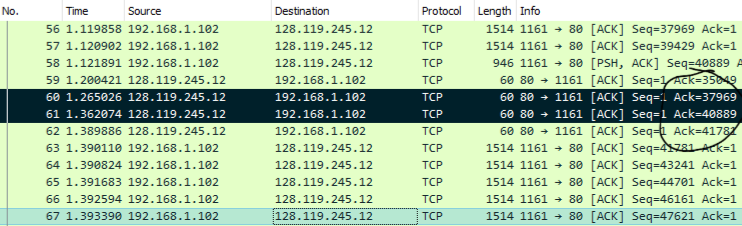 No. Time Source Destination Protocol Length Info
56 1.119858 192.168.1.102 128.119.245.12 TCP 1514 1161 → 80 [ACK] Seq=37969 Ack=1
57 1.120902 192.168.1.102 128.119.245.12 TCP 1514 1161 → 80 [ACK] Seq=39429 Ack=1
58 1.121891 192.168.1.102 128.119.245.12 TCP 946 1161 → 80 [PSH, ACK] Seq=40889 A
59 1.200421 128.119.245.12 192.168.1.102 TCP 60 80 → 1161 [ACK] Seq=1 Ack=35049
60 1.265026 128.119.245.12 192.168.1.102 TCP 60 80 → 1161 [ACK] Seq=1 Ack=37969
61 1.362074 128.119.245.12 192.168.1.102 TCP 60 80 → 1161 [ACK] Seq=1 Ack=40889
62 1.389886 128.119.245.12 192.168.1.102 TCP 60 80 → 1161 [ACK] Seq=1 Ack=41781
63 1.390110 192.168.1.102 128.119.245.12 TCP 1514 1161 → 80 [ACK] Seq=41781 Ack=1
64 1.390824 192.168.1.102 128.119.245.12 TCP 1514 1161 → 80 [ACK] Seq=43241 Ack=1
65 1.391683 192.168.1.102 128.119.245.12 TCP 1514 1161 → 80 [ACK] Seq=44701 Ack=1
66 1.392594 192.168.1.102 128.119.245.12 TCP 1514 1161 → 80 [ACK] Seq=46161 Ack=1
67 1.393390 192.168.1.102 128.119.245.12 TCP 1514 1161 → 80 [ACK] Seq=47621 Ack=1